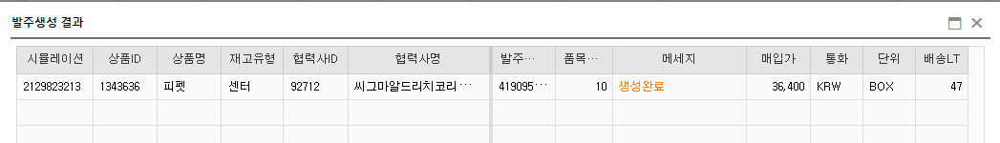 발주생성 결과
시뮬레이션 상품ID 상품명 재고유형 협력사ID 협력사명 발주··· 품목··· 메세지 매입가 통화 단위 배송LT
2129823213 1343636 피펫 센터 92712 씨그마알드리치코리··· 419095··· 10 생성완료 36,400 KRW BOX 47